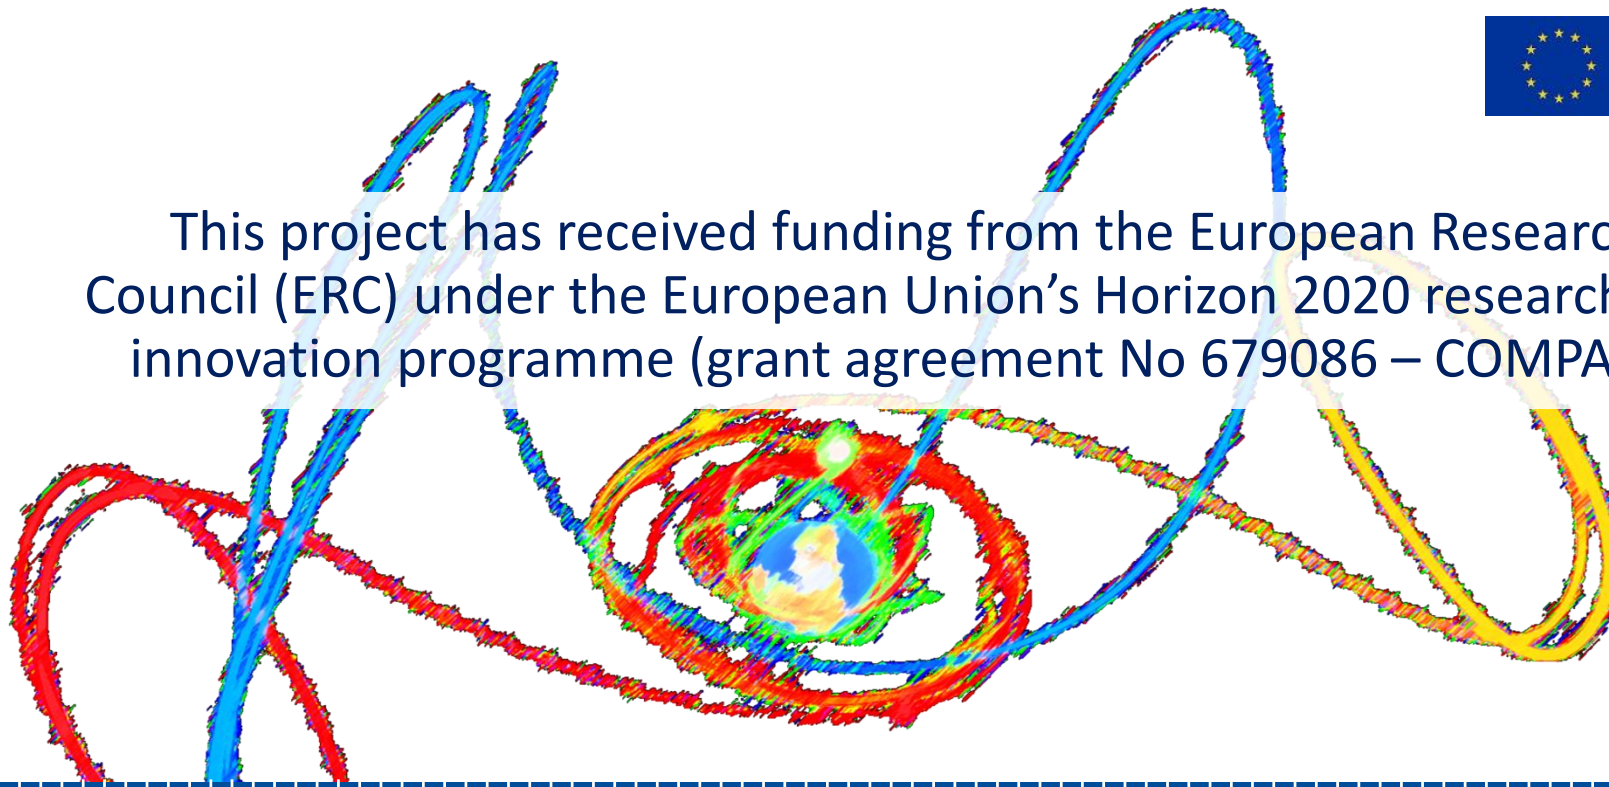 This project has received funding from the European Researc
Council (ERC) under the European Union’s Horizon 2020 research
innovation programme (grant agreement No 679086 – COMPA